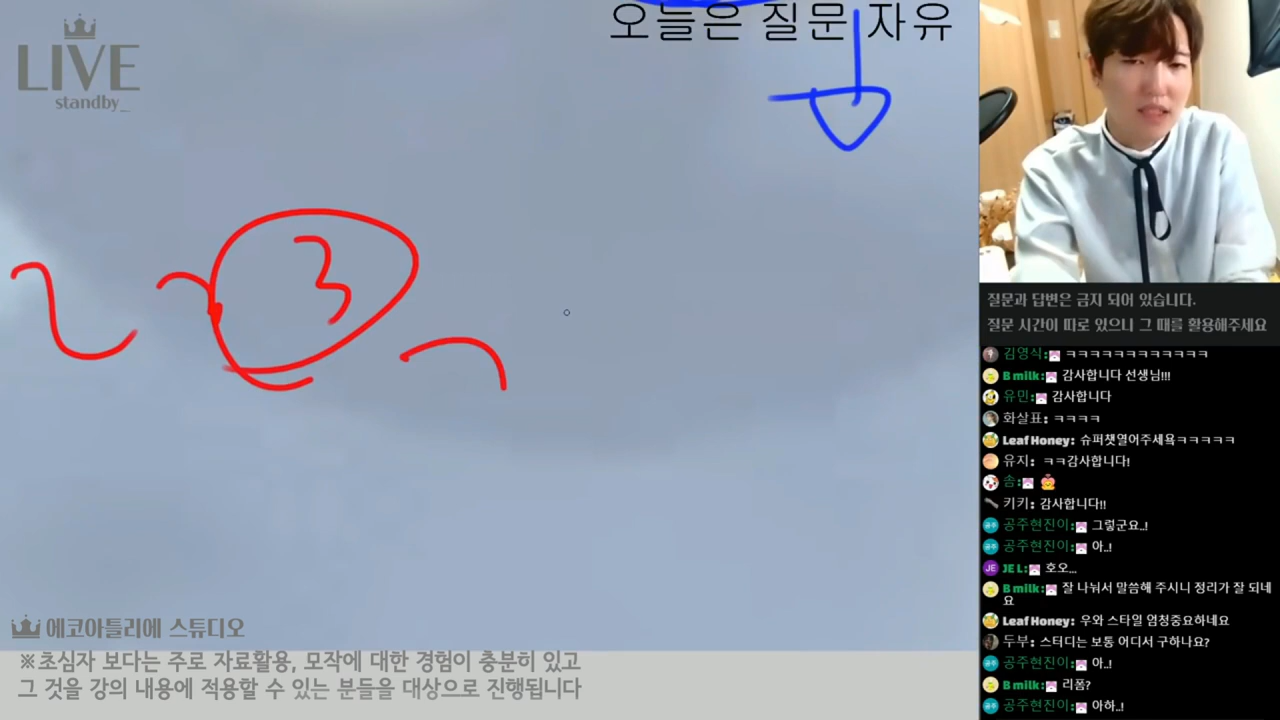 오늘은 질문 자유
LIVE
standby_
2
3
에코아틀리에 스튜디오
※초심자 보다는 주로 자료활용, 모작에 대한 경험이 충분히 있고
그 것을 강의 내용에 적용할 수 있는 분들을 대상으로 진행됩니다
질문과 답변은 금지 되어 있습니다.
질문 시간이 따로 있으니 그 때를 활용해주세요
김영식: ㅋㅋㅋㅋㅋㅋㅋㅋㅋㅋㅋㅋ
B milk: 감사합니다 선생님!!!
유민: 감사합니다
화살표: ㅋㅋㅋㅋ
Leaf Honey: 슈퍼챗열어주세욬ㅋㅋㅋㅋㅋ
유지: ㅋㅋ감사합니다!
솜:
키키: 감사합니다!!
공주현진이: 그렇군요..!
공주현진이: 아..!
JE L: 호오...
B milk: 잘 나눠서 말씀해 주시니 정리가 잘 되네
요
Leaf Honey: 우와 스타일 엄청중요하네요
두부: 스터디는 보통 어디서 구하나요?
공주현진이: 아..!
B milk: 리폼?
공주현진이: 아하..!